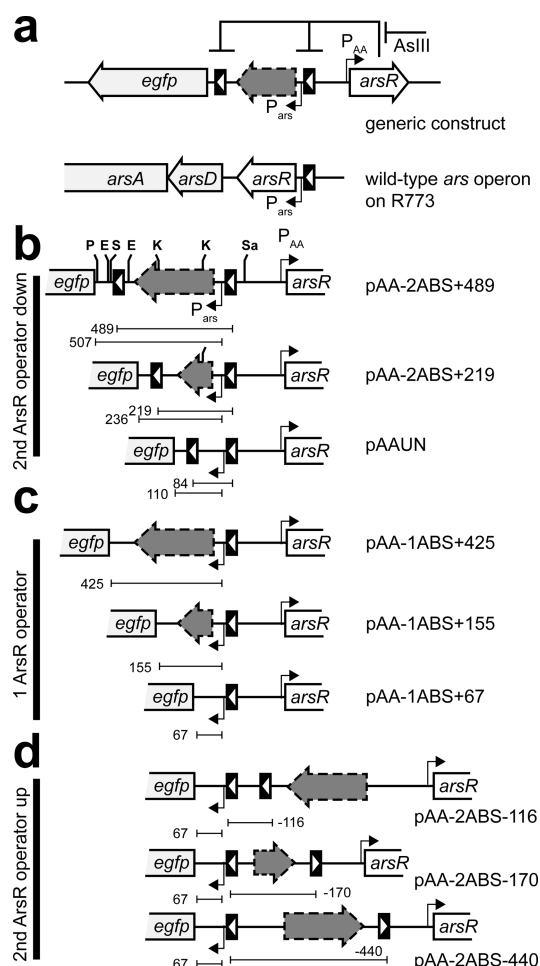 a
P_AA
AsIII
egfp
arsR
P_ars
generic construct
arsA
arsD
arsR
P_ars
wild-type ars operon
on R773
b
2nd ArsR operator down
P E S E K K Sa
P_AA
egfp
arsR
pAA-2ABS+489
P_ars
489
507
egfp
arsR
pAA-2ABS+219
219
236
egfp
arsR
pAAUN
84
110
c
1 ArsR operator
egfp
arsR
pAA-1ABS+425
425
egfp
arsR
pAA-1ABS+155
155
egfp
arsR
pAA-1ABS+67
67
d
2nd ArsR operator up
egfp
arsR
67
-116
pAA-2ABS-116
egfp
arsR
67
-170
pAA-2ABS-170
egfp
arsR
67
-440
pAA-2ABS-440